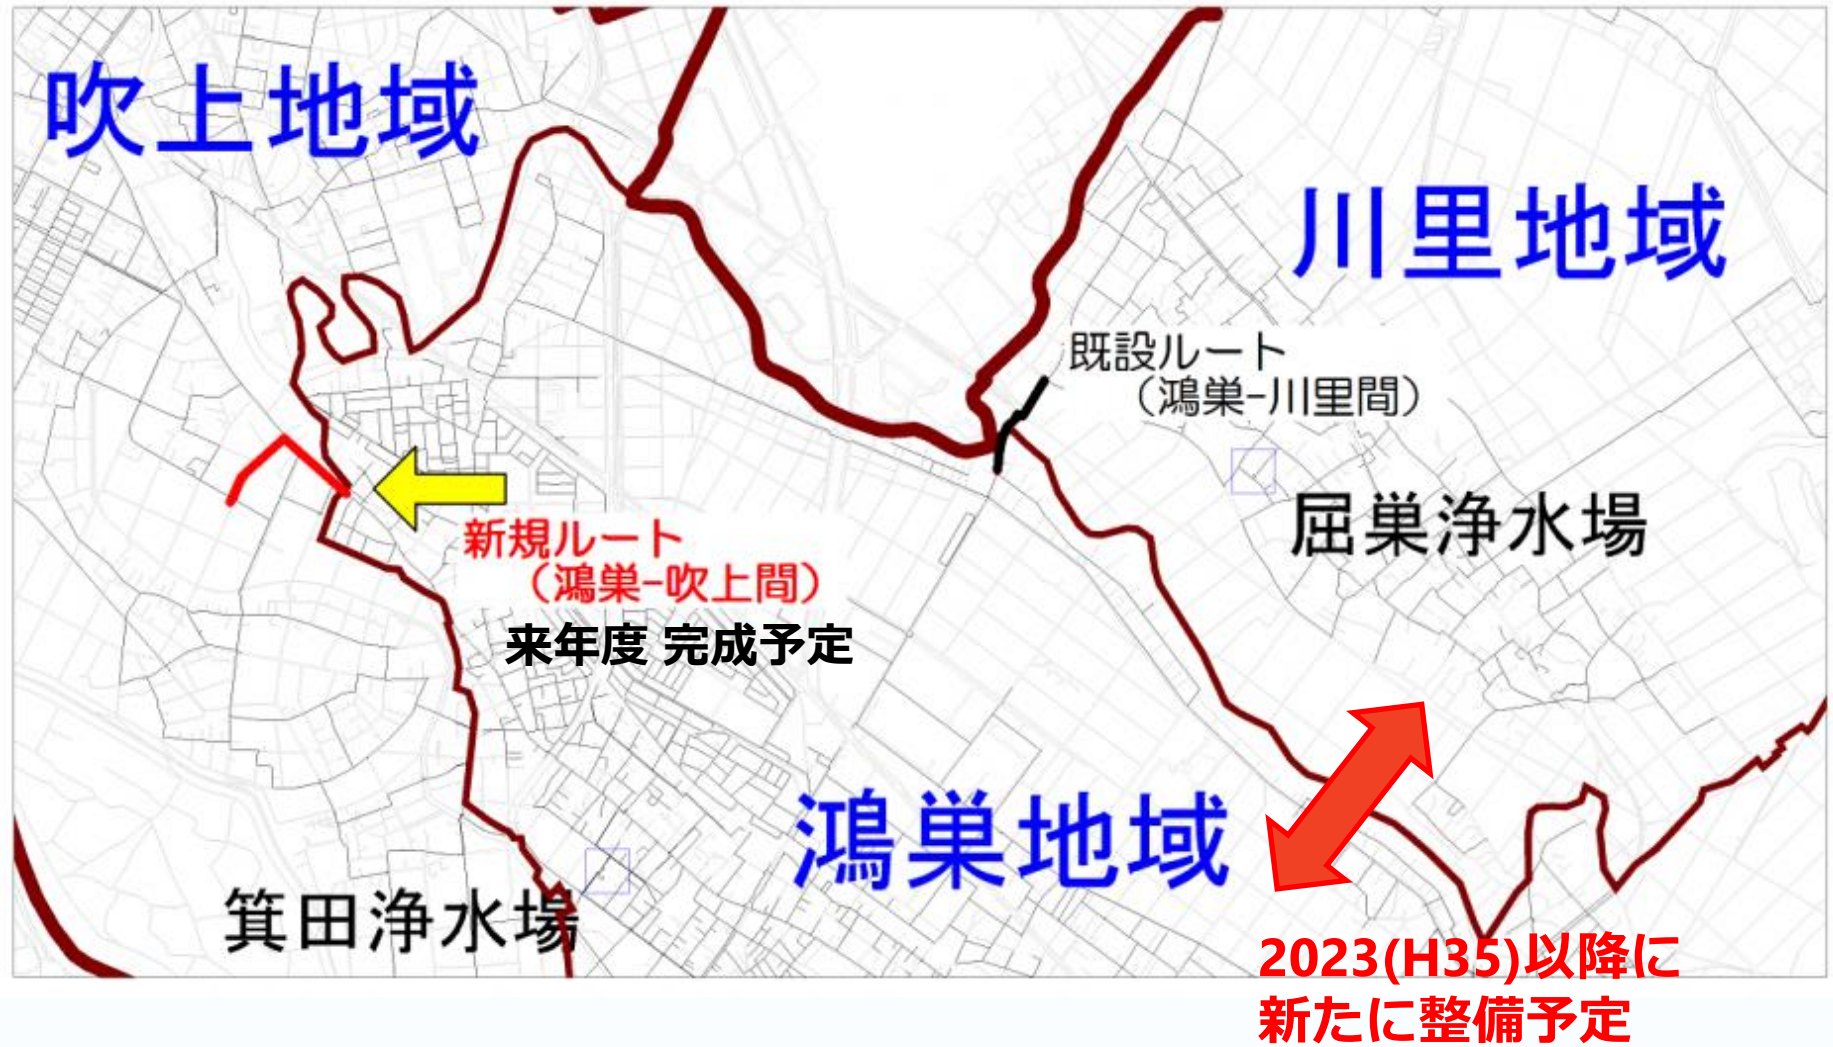 吹上地域
川里地域
既設ルート
（鴻巣-川里間）
屈巣浄水場
新規ルート
（鴻巣-吹上間）
来年度 完成予定
鴻巣地域
箕田浄水場
2023(H35)以降に
新たに整備予定